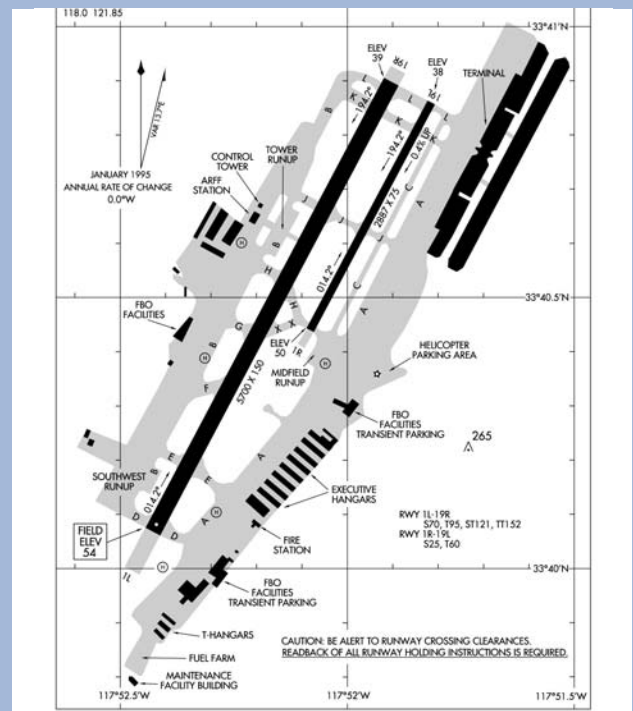 118.0 121.85
33°41'N
ELEV
39
19R
ELEV
38
19L
TERMINAL
VAR 13.7°E
JANUARY 1995
ANNUAL RATE OF CHANGE
0.0°W
CONTROL
TOWER
TOWER
RUNUP
ARFF
STATION
194.2°
194.2°
0.4% UP
2887 X 75
014.2°
L
L
L
K
K
K
B
J
J
J
C
A
B
H
H
H
C
A
33°40.5'N
FBO
FACILITIES
G
X
X
B
F
ELEV
50
1R
MIDFIELD
RUNUP
HELICOPTER
PARKING AREA
5700 X 150
FBO
FACILITIES
TRANSIENT PARKING
265
SOUTHWEST
RUNUP
B
E
E
A
014.2°
EXECUTIVE
HANGARS
RWY 1L-19R
S70, T95, ST121, TT152
RWY 1R-19L
S25, T60
D
D
A
FIELD
ELEV
54
FIRE
STATION
33°40'N
1L
FBO
FACILITIES
TRANSIENT PARKING
H
H
H
H
H
T-HANGARS
FUEL FARM
MAINTENANCE
FACILITY BUILDING
CAUTION: BE ALERT TO RUNWAY CROSSING CLEARANCES.
READBACK OF ALL RUNWAY HOLDING INSTRUCTIONS IS REQUIRED.
117°52.5'W
117°52'W
117°51.5'W